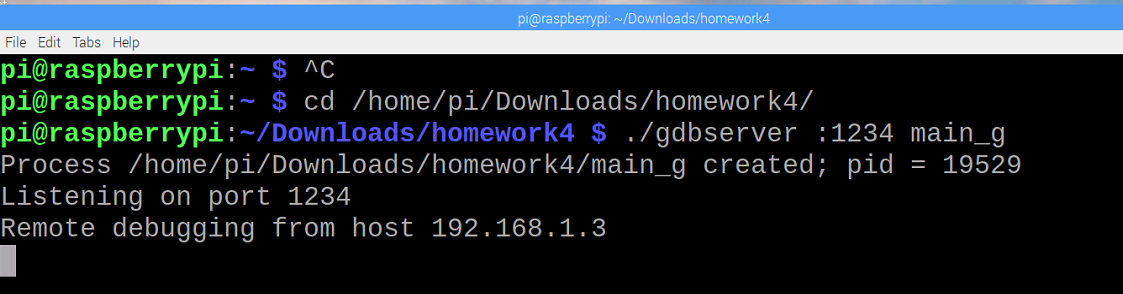 pi@raspberrypi: ~/Downloads/homework4
File Edit Tabs Help
pi@raspberrypi:~ $ ^C
pi@raspberrypi:~ $ cd /home/pi/Downloads/homework4/
pi@raspberrypi:~/Downloads/homework4 $ ./gdbserver :1234 main_g
Process /home/pi/Downloads/homework4/main_g created; pid = 19529
Listening on port 1234
Remote debugging from host 192.168.1.3